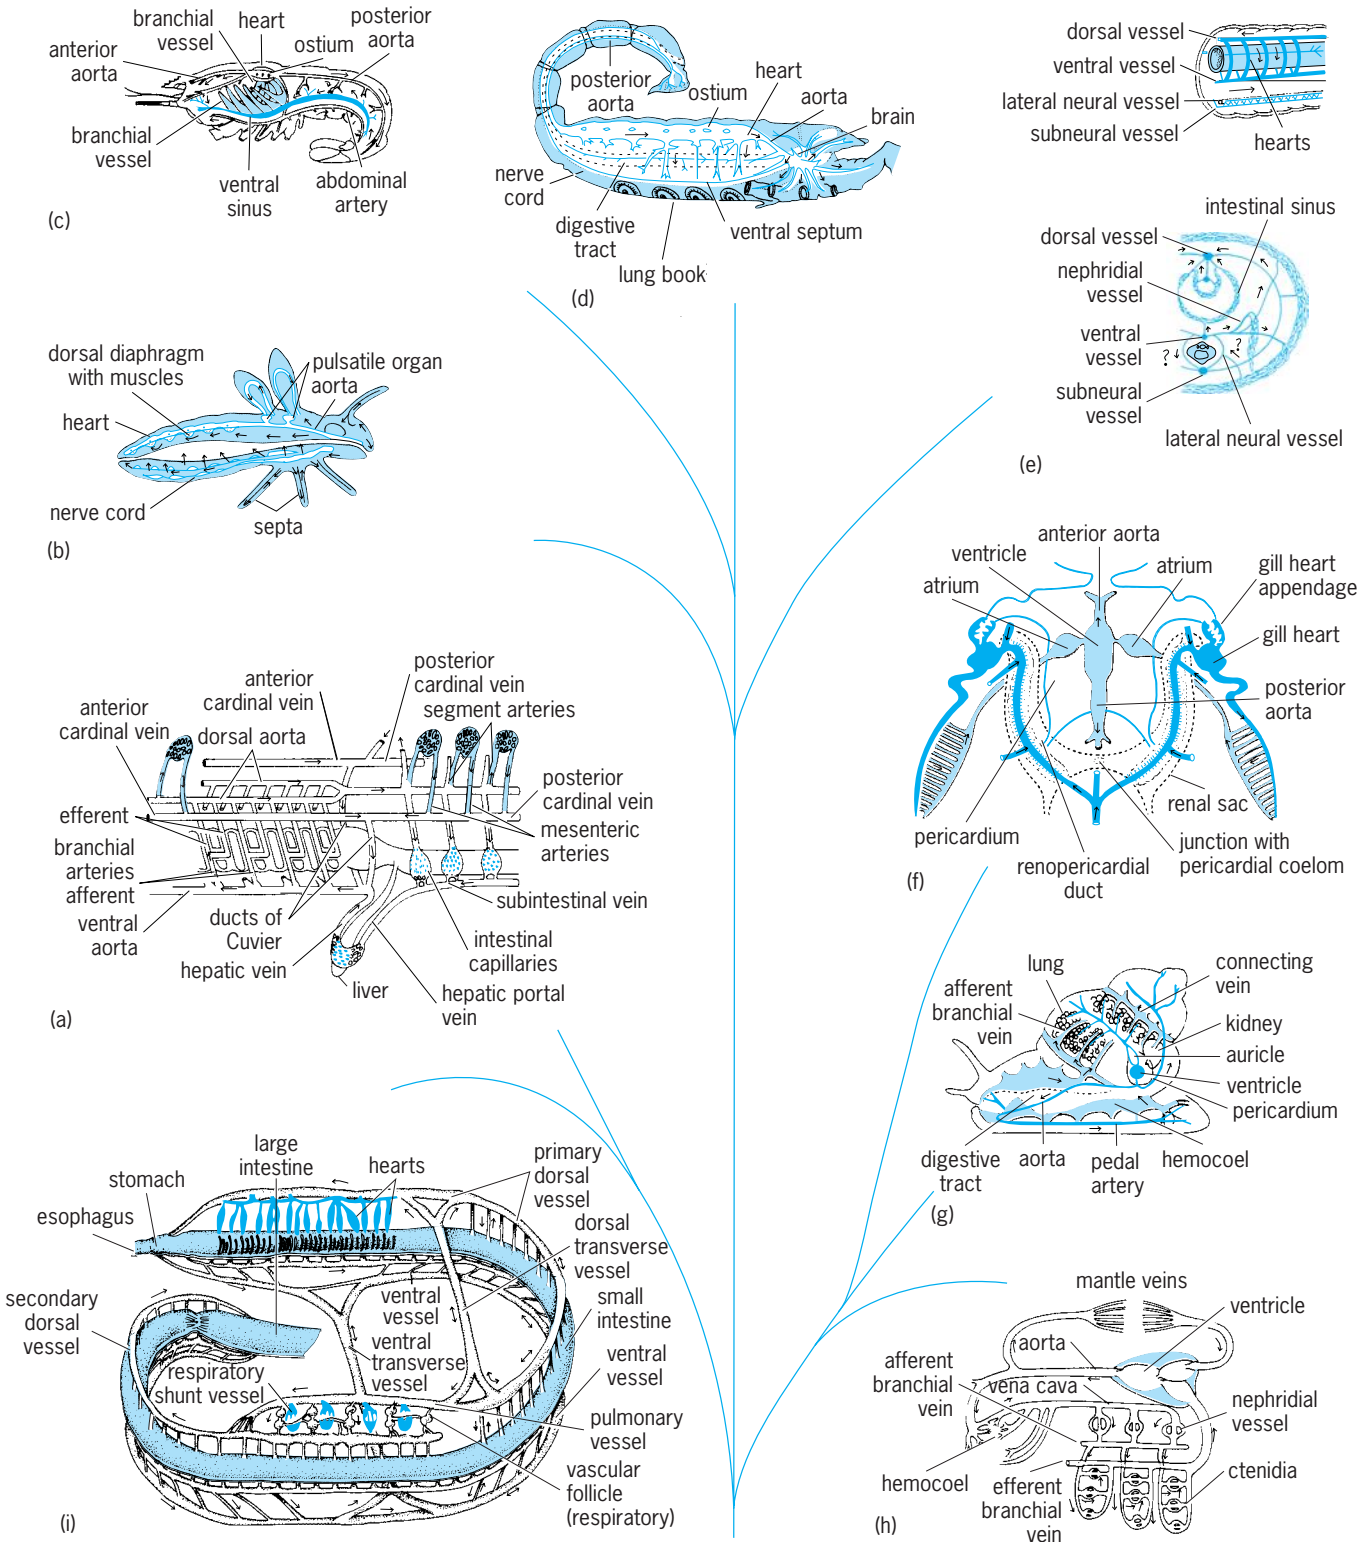 branchial
vessel
heart
ostium
posterior
aorta
anterior
aorta
branchial
vessel
ventral
sinus
abdominal
artery
(c)
posterior
aorta
ostium
heart
aorta
brain
nerve
cord
digestive
tract
lung book
ventral septum
(d)
dorsal vessel
ventral vessel
lateral neural vessel
subneural vessel
hearts
intestinal sinus
dorsal vessel
nephridial
vessel
ventral
vessel
?
?
subneural
vessel
lateral neural vessel
(e)
dorsal diaphragm
with muscles
pulsatile organ
aorta
heart
nerve cord
septa
(b)
anterior aorta
ventricle
atrium
atrium
gill heart
appendage
gill heart
posterior
aorta
renal sac
pericardium
renopericardial
duct
junction with
pericardial coelom
(f)
posterior
cardinal vein
segment arteries
anterior
cardinal vein
anterior
cardinal vein
dorsal aorta
posterior
cardinal vein
efferent
mesenteric
arteries
branchial
arteries
afferent
ventral
aorta
ducts of
Cuvier
subintestinal vein
hepatic vein
intestinal
capillaries
liver
hepatic portal
vein
(a)
lung
connecting
vein
afferent
branchial
vein
kidney
auricle
ventricle
pericardium
digestive
tract
aorta
pedal
artery
hemocoel
(g)
large
intestine
hearts
primary
dorsal
vessel
stomach
esophagus
dorsal
transverse
vessel
secondary
dorsal
vessel
ventral
vessel
small
intestine
ventral
transverse
vessel
ventral
vessel
respiratory
shunt vessel
pulmonary
vessel
vascular
follicle
(respiratory)
(i)
mantle veins
ventricle
aorta
afferent
branchial
vein
vena cava
nephridial
vessel
hemocoel
ctenidia
efferent
branchial
vein
(h)